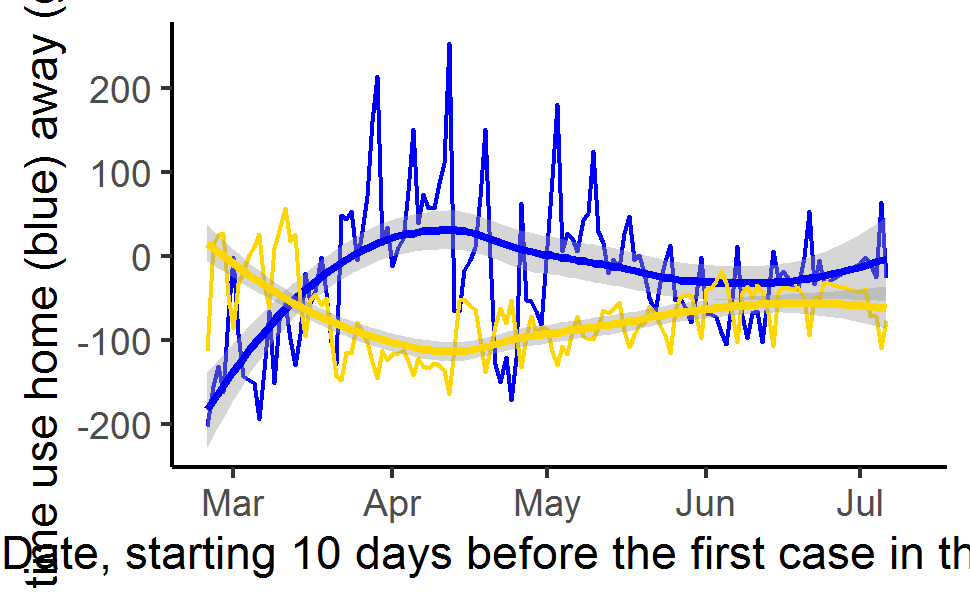 time use home (blue) away (
200
100
0
-100
-200
Mar Apr May Jun Jul
Date, starting 10 days before the first case in th